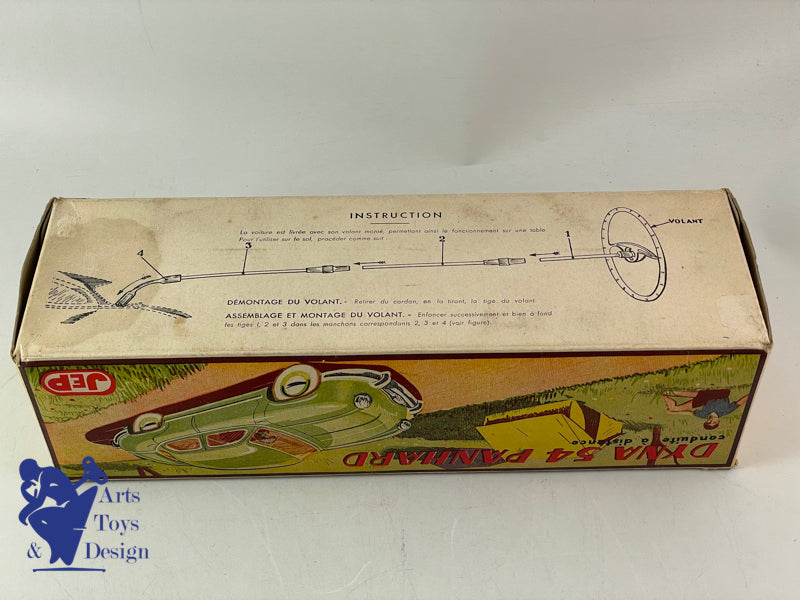 INSTRUCTION
La voiture est livrée avec son volant monté, permettant ainsi le fonctionnement sur une table.
Pour l'utiliser sur le sol, procéder comme suit
VOLANT
1
2
3
4
DÉMONTAGE DU VOLANT. - Retirer du cardan, en la tirant, la tige du volant.
ASSEMBLAGE ET MONTAGE DU VOLANT. - Enfoncer successivement et bien à fond
les tiges 1, 2 et 3 dans les manchons correspondants 2, 3 et 4 (voir figure).
JEP
DYNA 54 PANHARD
conduite à distance
Arts
Toys
& Design